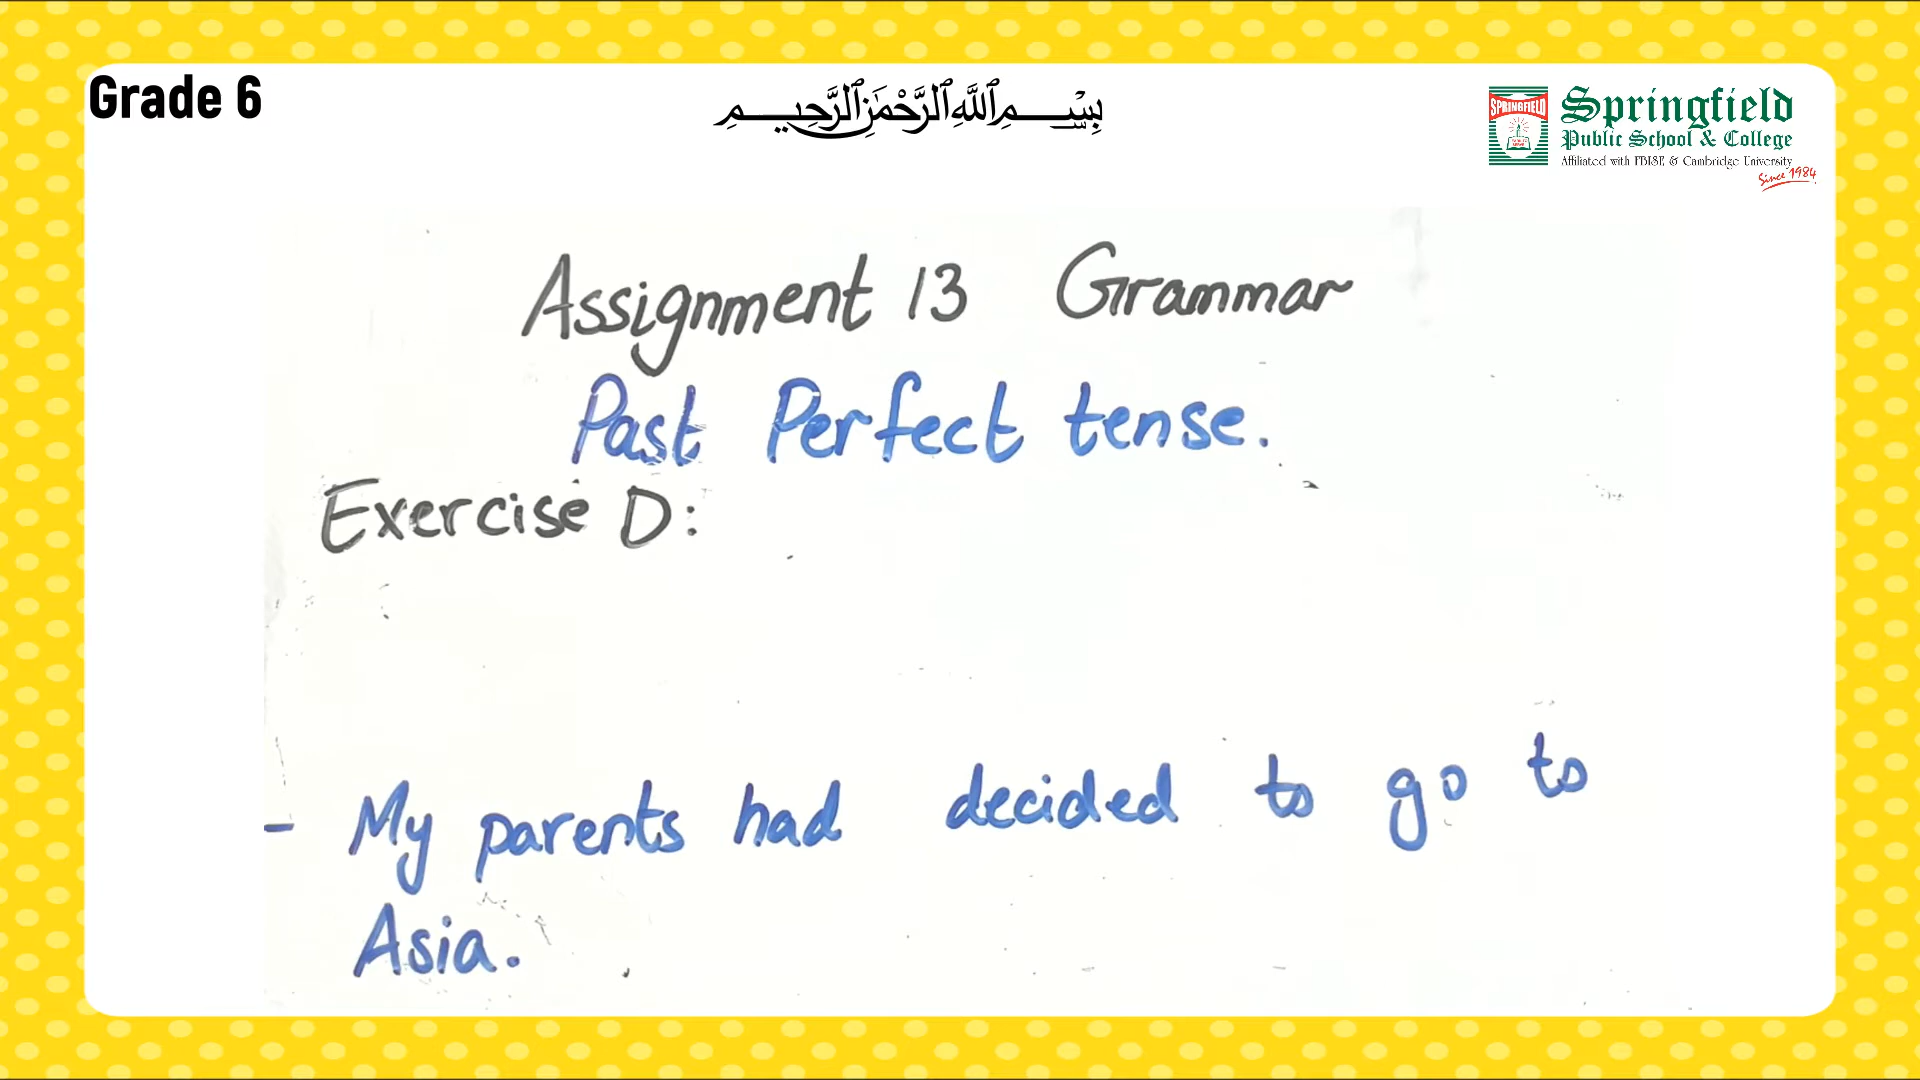 Grade 6
بِسْمِ ٱللَّهِ ٱلرَّحْمَٰنِ ٱلرَّحِيمِ
SPRINGFIELD
Springfield
Public School & College
Affiliated with FBISE & Cambridge University
Since 1984
Assignment 13 Grammar
Past Perfect tense.
Exercise D:
- My parents had decided to go to
Asia.